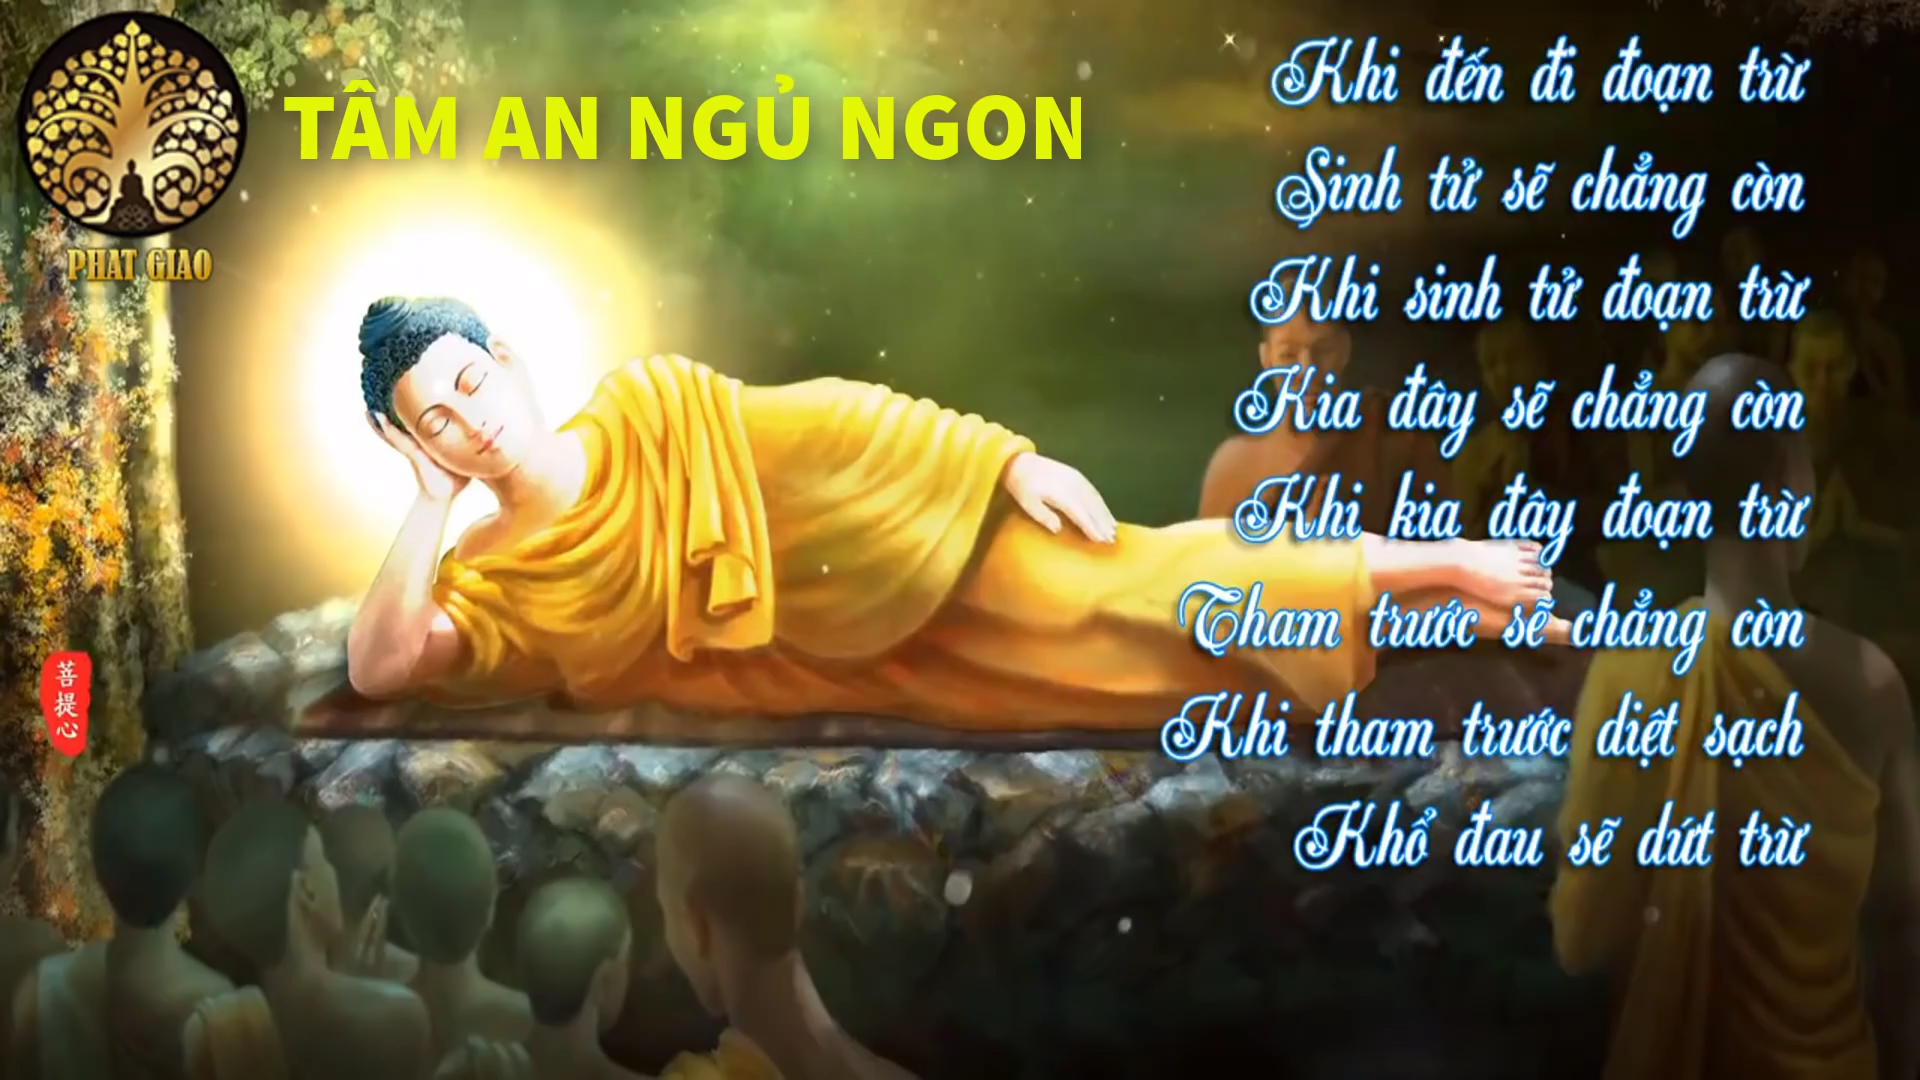 TÂM AN NGỦ NGON
PHAT GIAO
菩提心
Khi đến đi đoạn trừ
Sinh tử sẽ chẳng còn
Khi sinh tử đoạn trừ
Kia đây sẽ chẳng còn
Khi kia đây đoạn trừ
Tham trước sẽ chẳng còn
Khi tham trước diệt sạch
Khổ đau sẽ dứt trừ